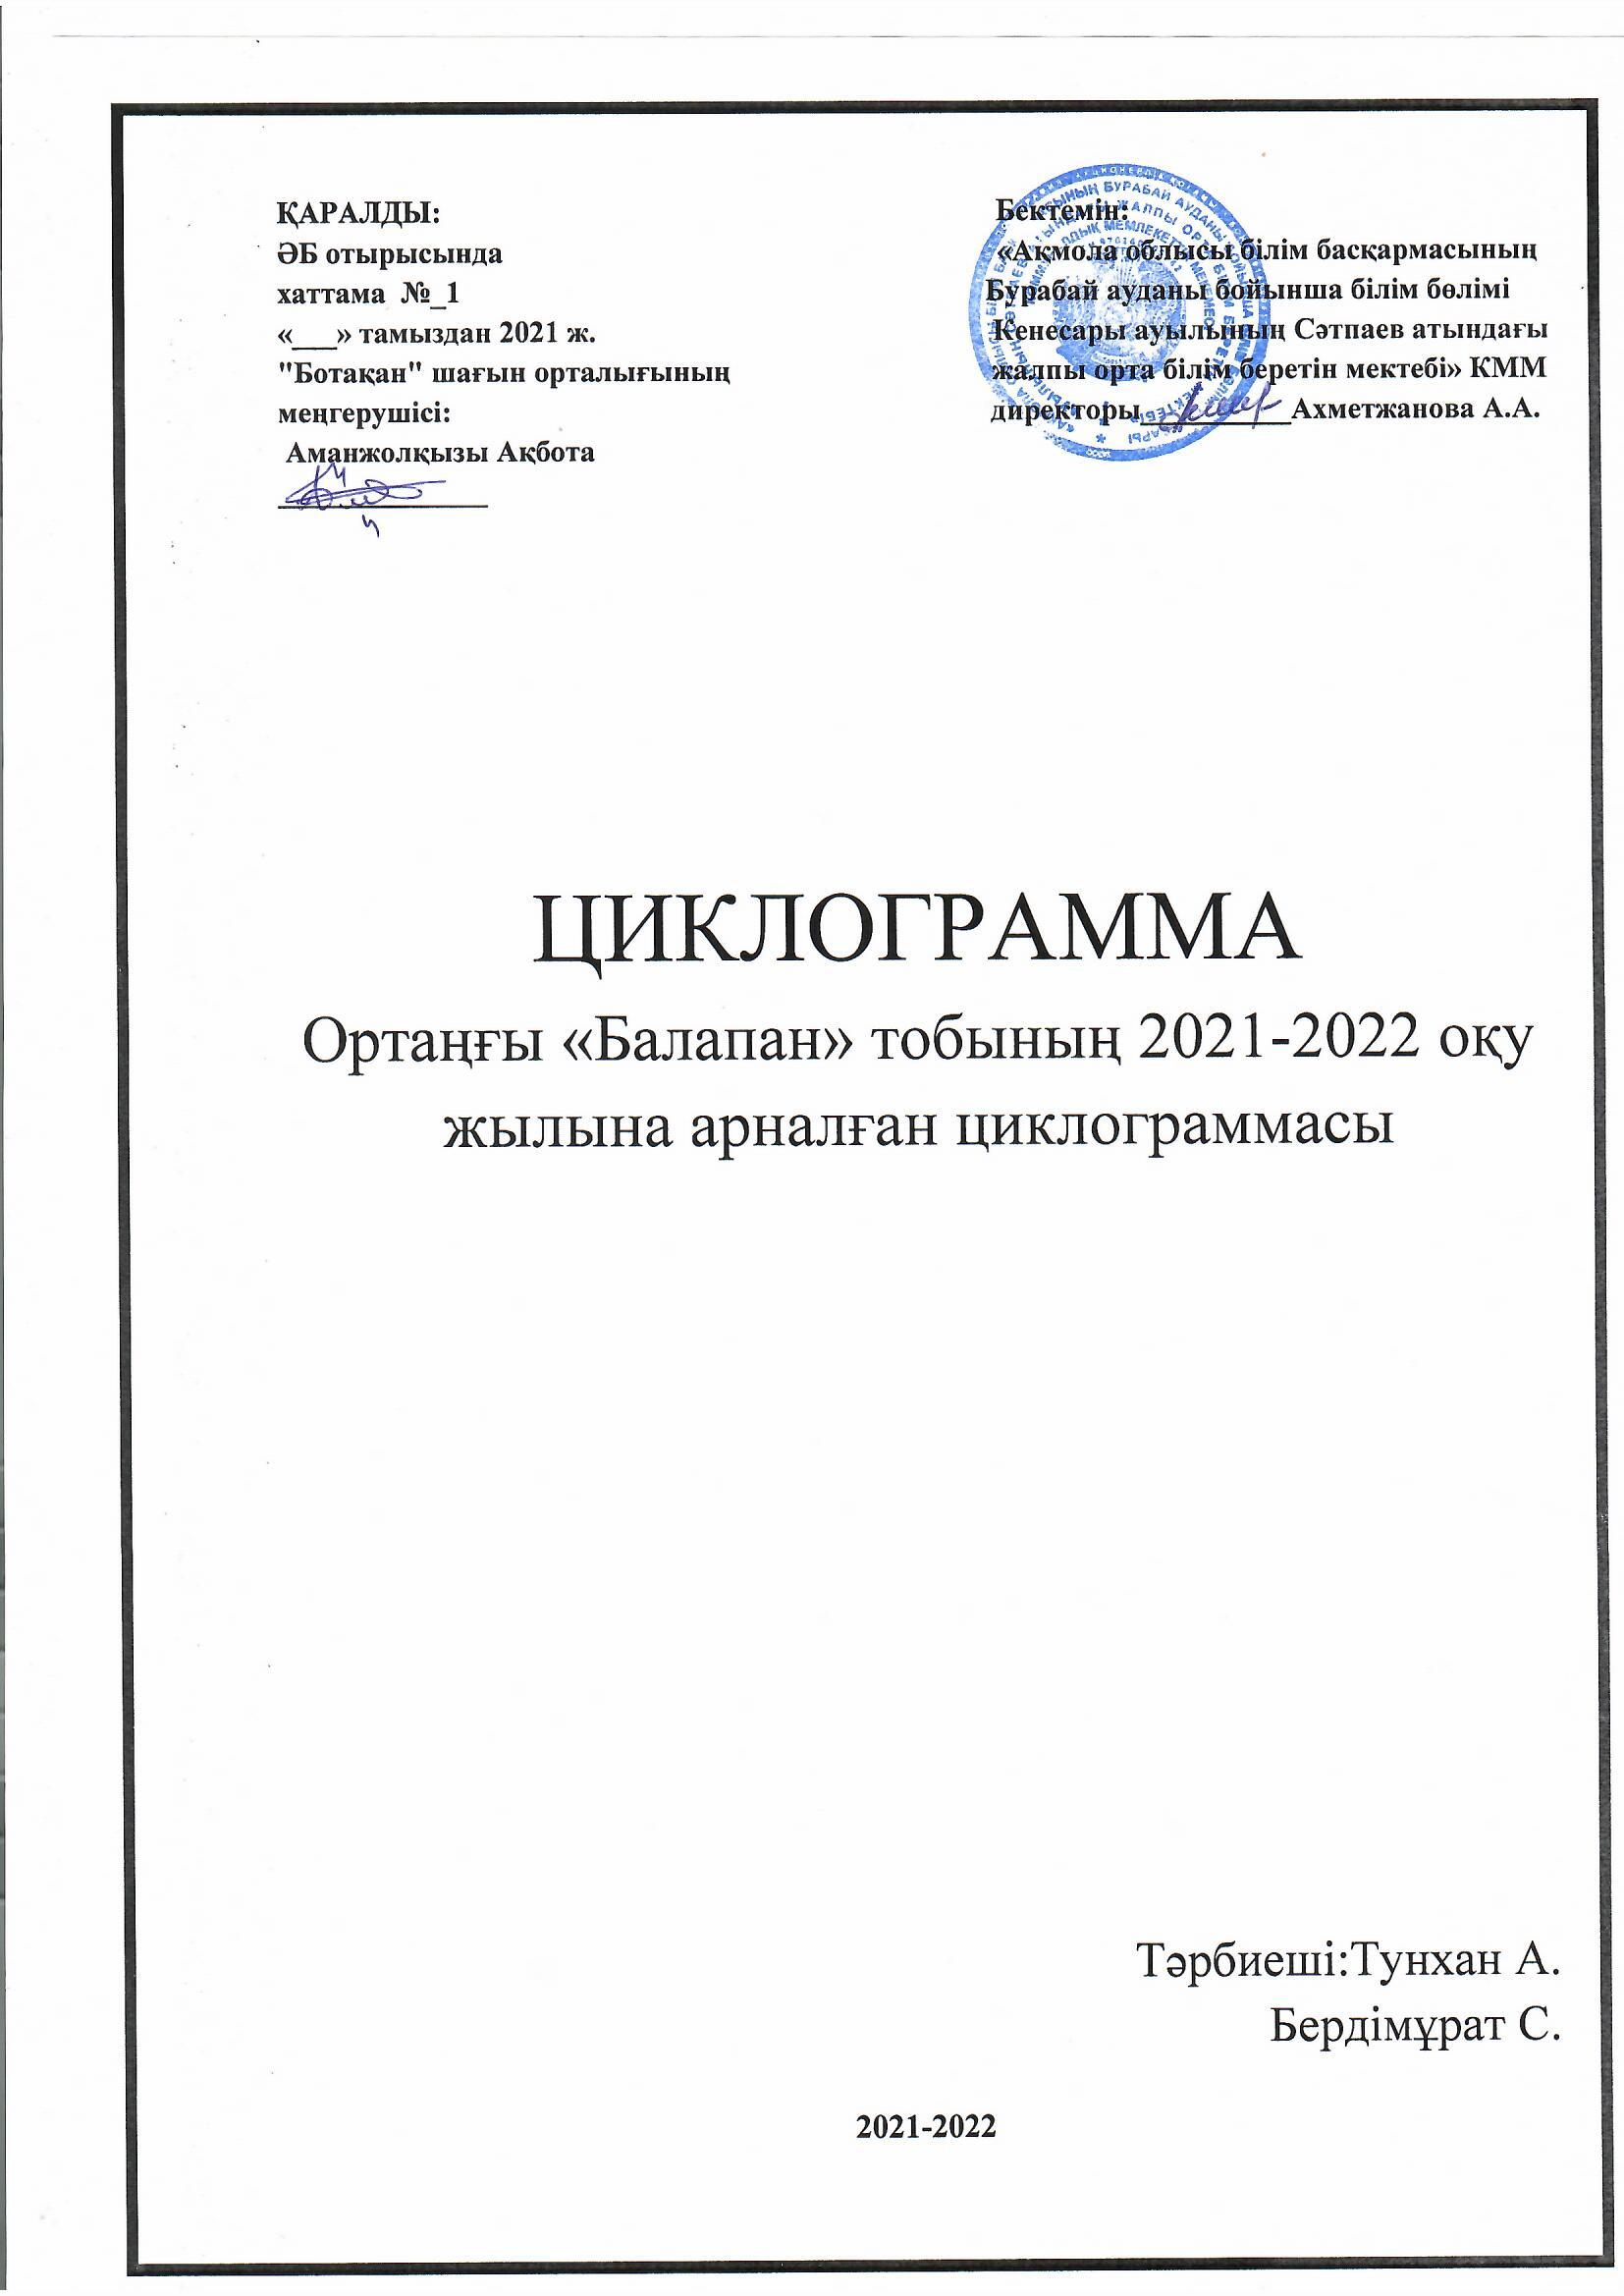 ҚАРАЛДЫ:
ӘБ отырысында
хаттама №_1
«___» тамыздан 2021 ж.
"Ботақан" шағын орталығының
меңгерушісі:
Аманжолқызы Ақбота
Бектемін:
«Ақмола облысы білім басқармасының
Бурабай ауданы бойынша білім бөлімі
Кенесары ауылының Сәтпаев атындағы
жалпы орта білім беретін мектебі» КММ
директоры__________Ахметжанова А.А.
ЦИКЛОГРАММА
Ортаңғы «Балапан» тобының 2021-2022 оқу
жылына арналған циклограммасы
Тәрбиеші:Тунхан А.
Бердімұрат С.
2021-2022